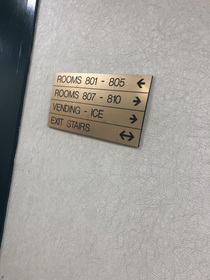 ROOMS 801 - 805 ←
ROOMS 807 - 810 →
VENDING - ICE →
EXIT STAIRS ↔